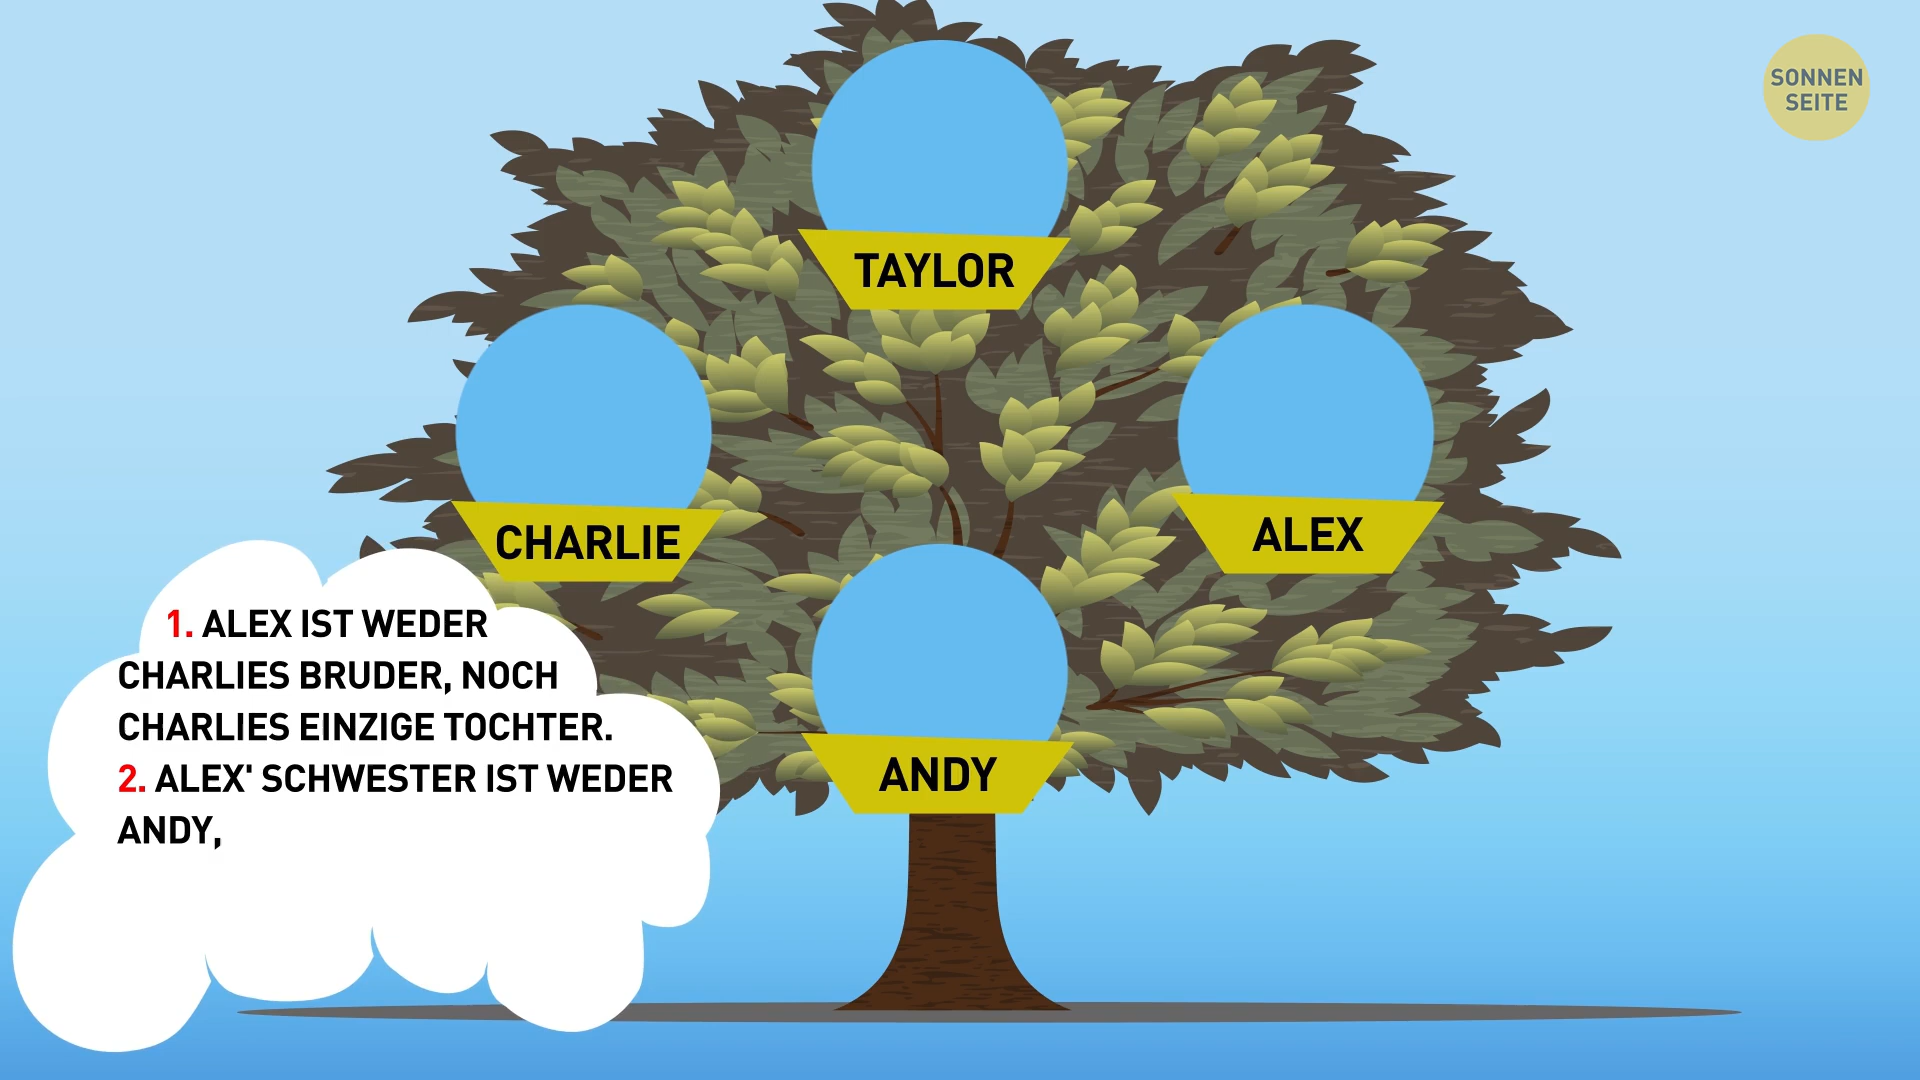 SONNEN
SEITE
TAYLOR
CHARLIE
ALEX
ANDY
1. ALEX IST WEDER
CHARLIES BRUDER, NOCH
CHARLIES EINZIGE TOCHTER.
2. ALEX' SCHWESTER IST WEDER
ANDY,